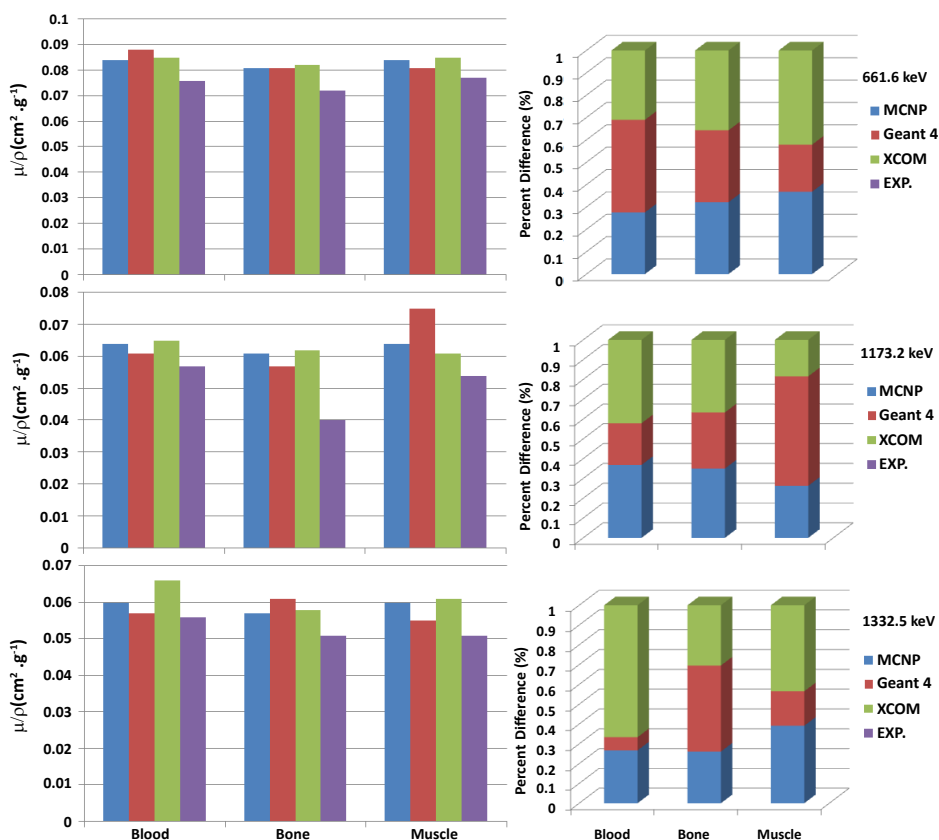 0.1
0.09
0.08
0.07
0.06
0.05
0.04
0.03
0.02
0.01
0
μ/ρ(cm² ·g⁻¹)
1
0.9
0.8
0.7
0.6
0.5
0.4
0.3
0.2
0.1
0
Percent Difference (%)
661.6 keV
MCNP
Geant 4
XCOM
EXP.
0.08
0.07
0.06
0.05
0.04
0.03
0.02
0.01
0
μ/ρ(cm² ·g⁻¹)
1
0.9
0.8
0.7
0.6
0.5
0.4
0.3
0.2
0.1
0
Percent Difference (%)
1173.2 keV
MCNP
Geant 4
XCOM
EXP.
0.07
0.06
0.05
0.04
0.03
0.02
0.01
0
μ/ρ(cm² ·g⁻¹)
Blood Bone Muscle
1
0.9
0.8
0.7
0.6
0.5
0.4
0.3
0.2
0.1
0
Percent Difference (%)
1332.5 keV
MCNP
Geant 4
XCOM
EXP.
Blood Bone Muscle